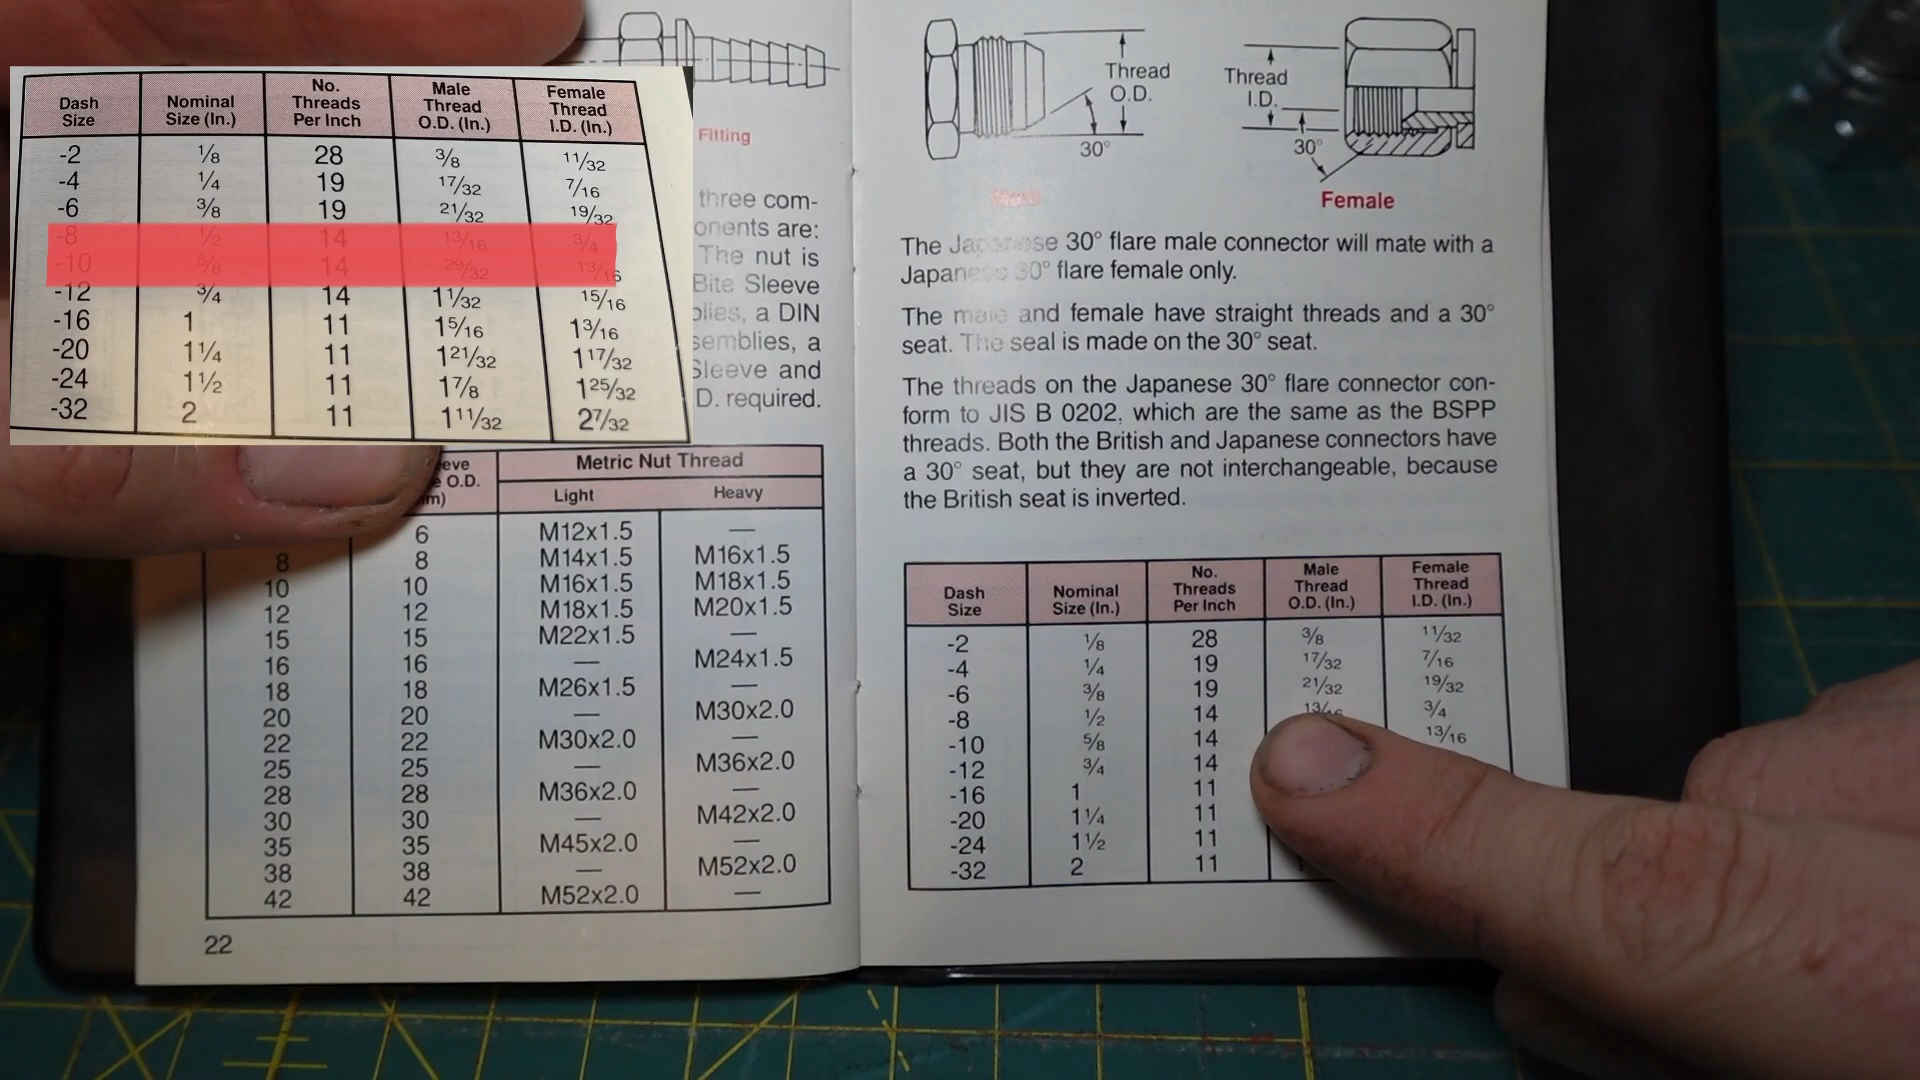 Dash Size | Nominal Size (In.) | No. Threads Per Inch | Male Thread O.D. (In.) | Female Thread I.D. (In.)
-2 | 1/8 | 28 | 3/8 | 11/32
-4 | 1/4 | 19 | 17/32 | 7/16
-6 | 3/8 | 19 | 21/32 | 19/32
-8 | 1/2 | 14 | 13/16 | 3/4
-10 | 5/8 | 14 | 29/32 | 13/16
-12 | 3/4 | 14 | 1 1/32 | 15/16
-16 | 1 | 11 | 1 5/16 | 1 3/16
-20 | 1 1/4 | 11 | 1 21/32 | 1 17/32
-24 | 1 1/2 | 11 | 1 7/8 | 1 25/32
-32 | 2 | 11 | 1 11/32 | 2 7/32
Fitting
three com-
onents are:
The nut is
Bite Sleeve
a DIN
semblies, a
Sleeve and
D. required.
O.D. | Metric Nut Thread
Light | Heavy
6 | M12x1.5 | —
8 | 8 | M14x1.5 | M16x1.5
10 | 10 | M16x1.5 | M18x1.5
12 | 12 | M18x1.5 | M20x1.5
15 | 15 | M22x1.5 | —
16 | 16 | — | M24x1.5
18 | 18 | M26x1.5 | —
20 | 20 | — | M30x2.0
22 | 22 | M30x2.0 | —
25 | 25 | — | M36x2.0
28 | 28 | M36x2.0 | —
30 | 30 | — | M42x2.0
35 | 35 | M45x2.0 | —
38 | 38 | — | M52x2.0
42 | 42 | M52x2.0 | —
22
Thread O.D.
30°
Male
Thread I.D.
30°
Female
The Japanese 30° flare male connector will mate with a
Japanese 30° flare female only.
The male and female have straight threads and a 30°
seat. The seal is made on the 30° seat.
The threads on the Japanese 30° flare connector con-
form to JIS B 0202, which are the same as the BSPP
threads. Both the British and Japanese connectors have
a 30° seat, but they are not interchangeable, because
the British seat is inverted.
Dash Size | Nominal Size (In.) | No. Threads Per Inch | Male Thread O.D. (In.) | Female Thread I.D. (In.)
-2 | 1/8 | 28 | 3/8 | 11/32
-4 | 1/4 | 19 | 17/32 | 7/16
-6 | 3/8 | 19 | 21/32 | 19/32
-8 | 1/2 | 14 | 3/4
-10 | 5/8 | 14 | 13/16
-12 | 3/4 | 14
-16 | 1 | 11
-20 | 1 1/4 | 11
-24 | 1 1/2 | 11
-32 | 2 | 11